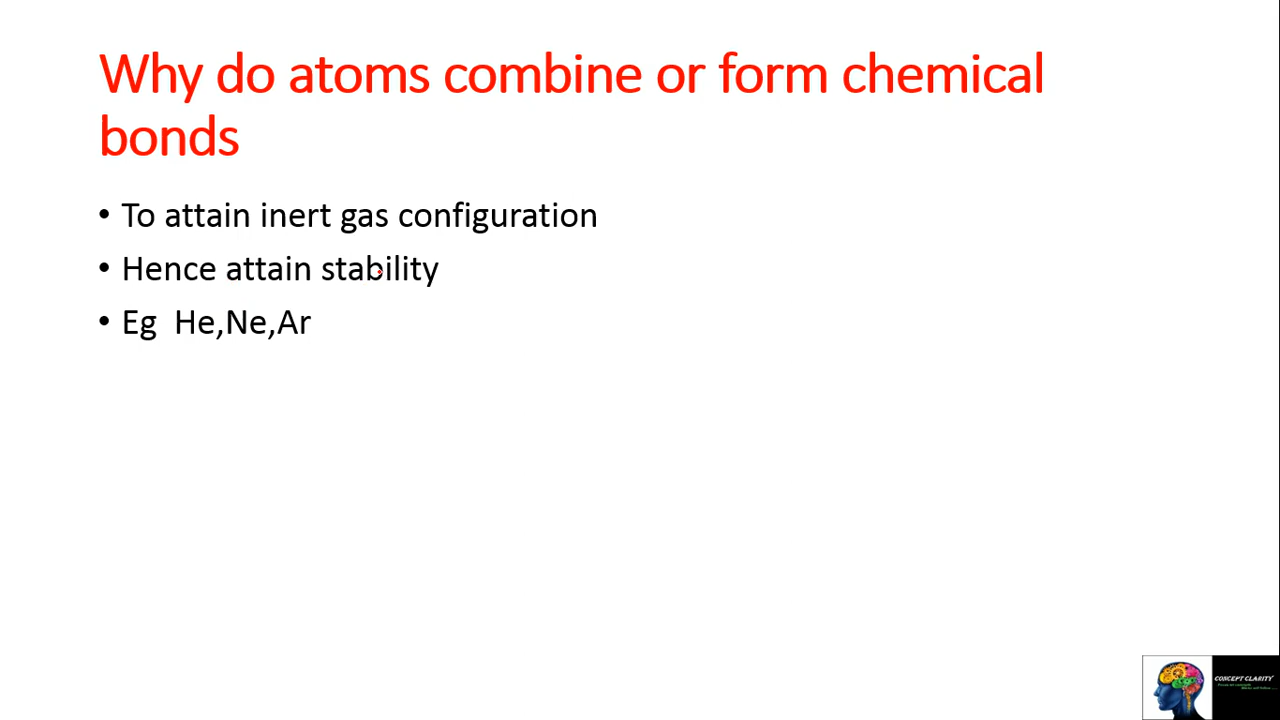 Why do atoms combine or form chemical
bonds
• To attain inert gas configuration
• Hence attain stability
• Eg He,Ne,Ar
CONCEPT CLARITY